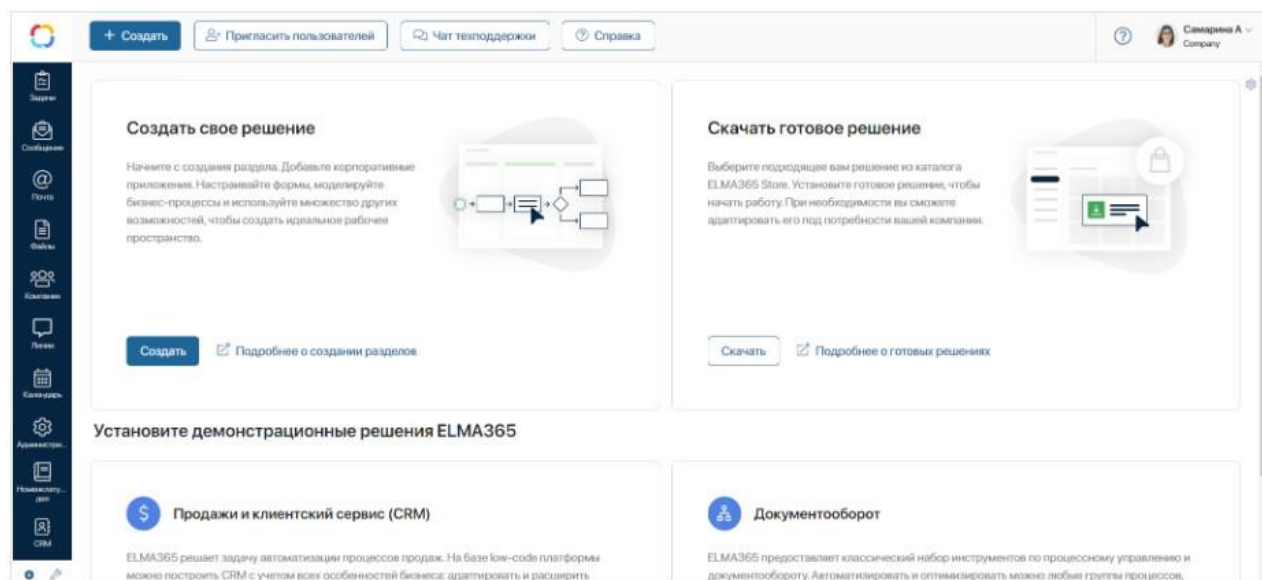 + Создать
Пригласить пользователей
Чат техподдержки
Справка
Самарина А
Company
Задачи
Сообщения
Почта
Файлы
Компания
Линии
Календарь
Администри...
Номенклату...
дел
CRM
Создать свое решение
Начните с создания раздела. Добавьте корпоративные
приложения. Настраивайте формы, моделируйте
бизнес-процессы и используйте множество других
возможностей, чтобы создать идеальное рабочее
пространство.
Создать
Подробнее о создании разделов
Скачать готовое решение
Выберите подходящее вам решение из каталога
ELMA365 Store. Установите готовое решение, чтобы
начать работу. При необходимости вы сможете
адаптировать его под потребности вашей компании.
Скачать
Подробнее о готовых решениях
Установите демонстрационные решения ELMA365
Продажи и клиентский сервис (CRM)
ELMA365 решает задачу автоматизации процессов продаж. На базе low-code платформы
можно построить CRM с учетом всех особенностей бизнеса: адаптировать и расширить
Документооборот
ELMA365 предоставляет классический набор инструментов по процессному управлению и
документообороту. Автоматизировать и оптимизировать можно любые группы процессов,